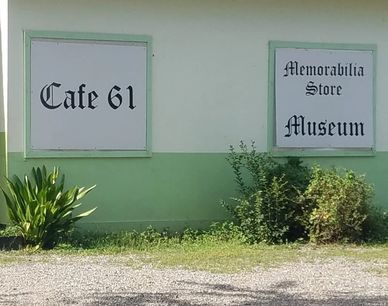 Cafe 61
Memorabilia
Store
Museum